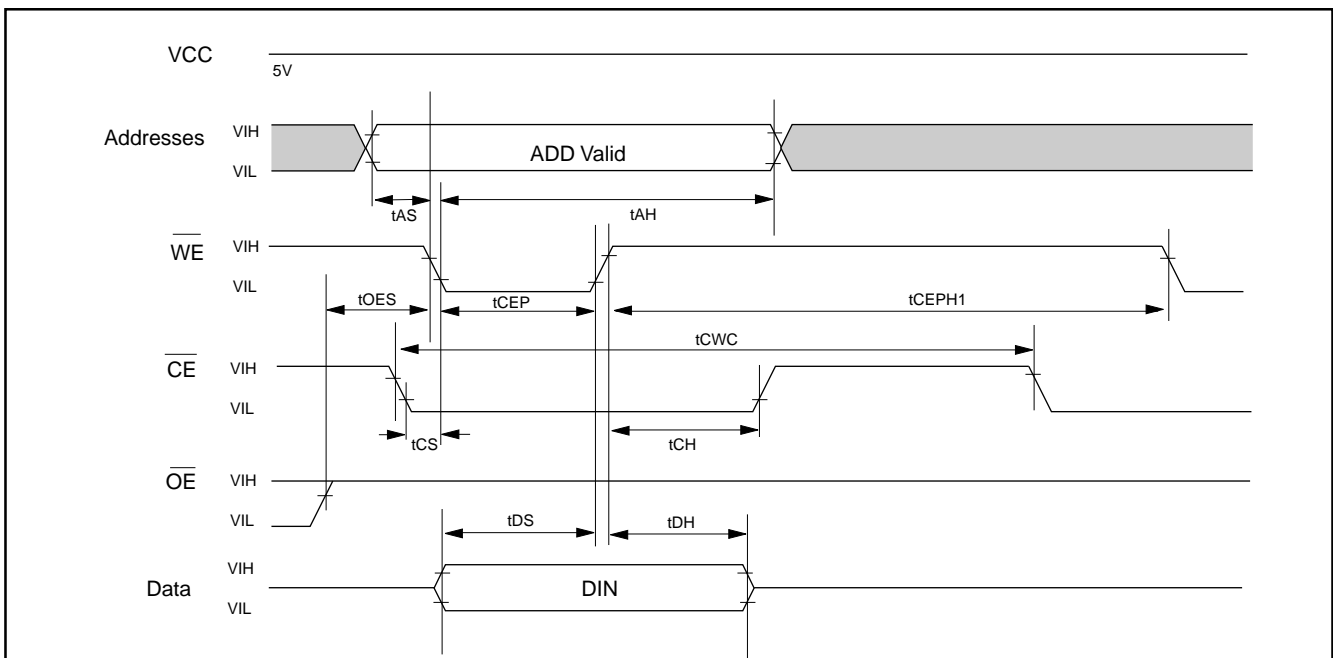 VCC
5V
Addresses
VIH
VIL
ADD Valid
tAS
tAH
WE
VIH
VIL
tOES
tCEP
tCEPH1
tCWC
CE
VIH
VIL
tCS
tCH
OE
VIH
VIL
tDS
tDH
Data
VIH
VIL
DIN